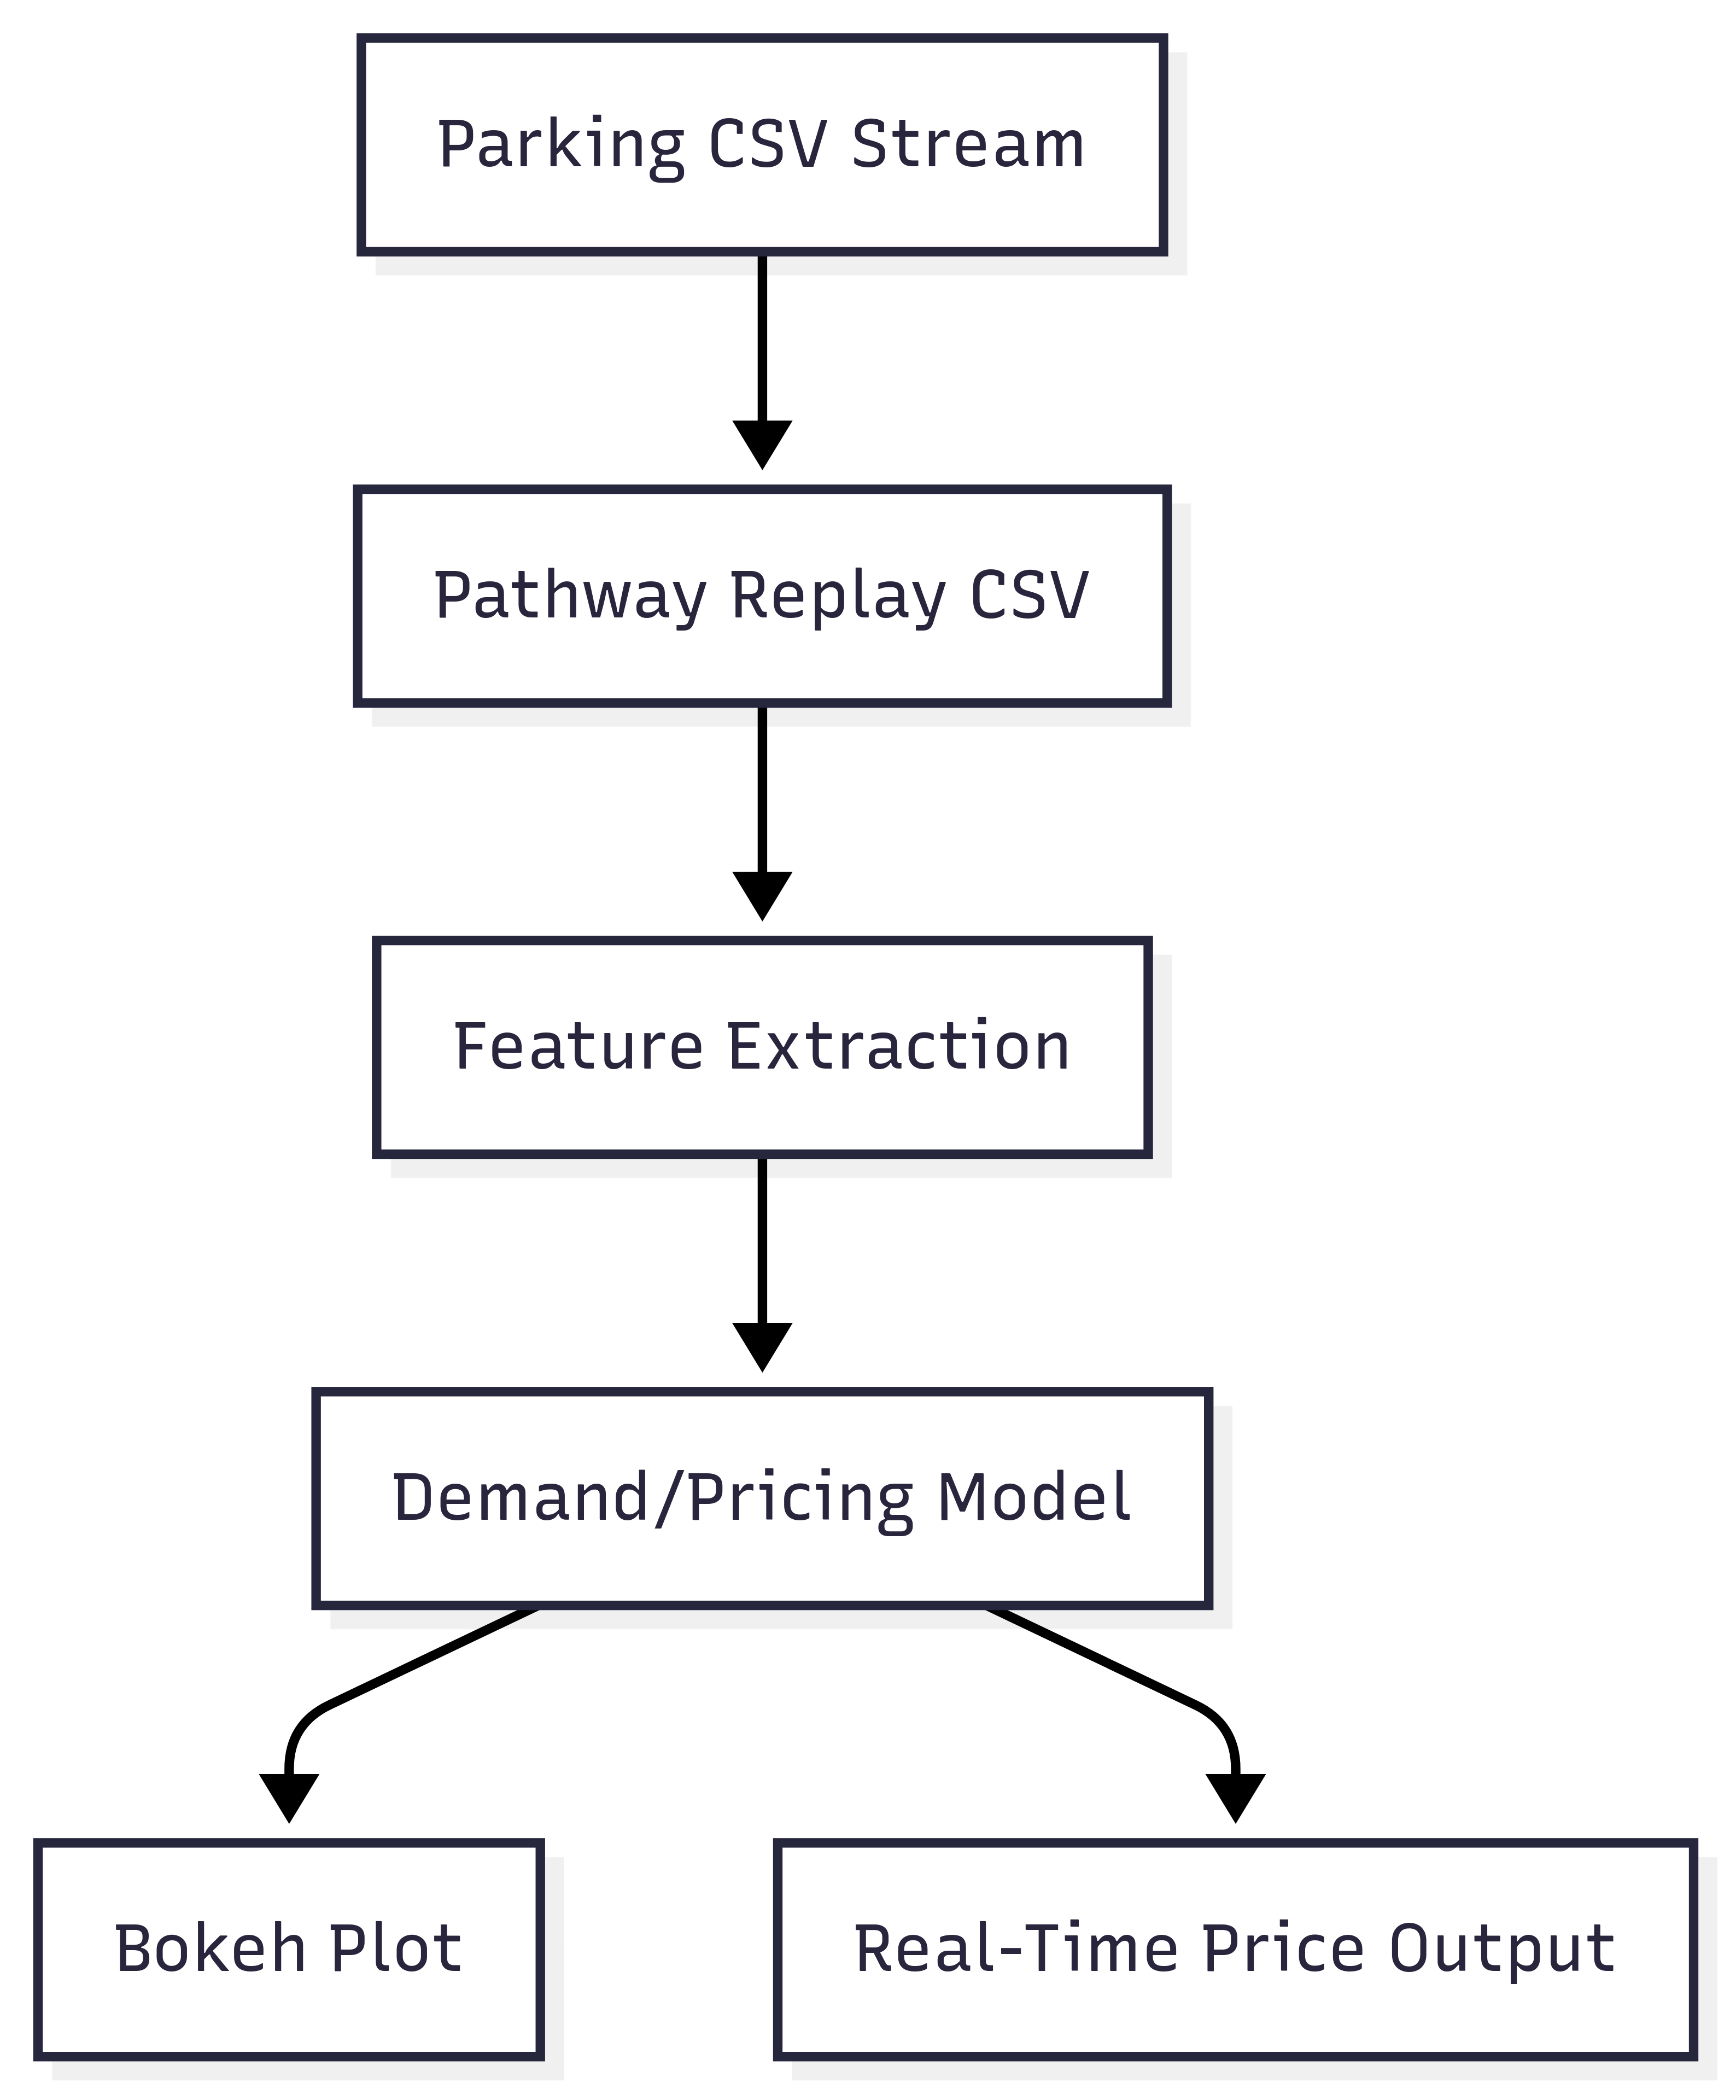 Parking CSV Stream
Pathway Replay CSV
Feature Extraction
Demand/Pricing Model
Bokeh Plot
Real-Time Price Output